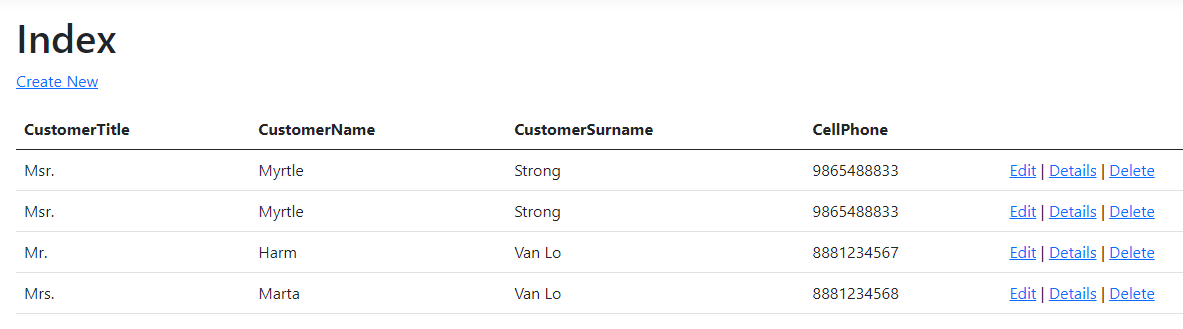 Index
Create New
CustomerTitle CustomerName CustomerSurname CellPhone
Msr. Myrtle Strong 9865488833 Edit | Details | Delete
Msr. Myrtle Strong 9865488833 Edit | Details | Delete
Mr. Harm Van Lo 8881234567 Edit | Details | Delete
Mrs. Marta Van Lo 8881234568 Edit | Details | Delete